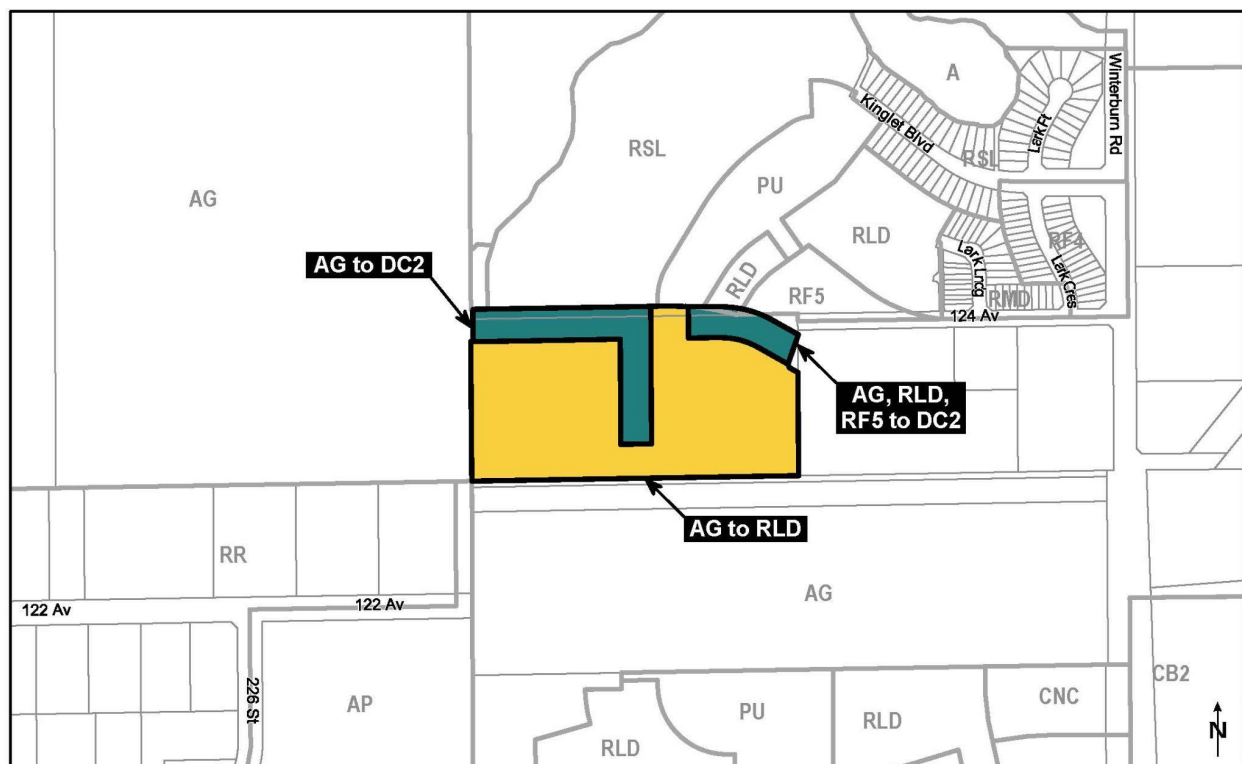 A
Winterburn Rd
Kinglet Blvd
Lark Pt
RSL
RSL
PU
AG
RLD
RF4
RLD
Lark Lndg
Lark Cres
AG to DC2
RF5
RMD
124 Av
AG, RLD,
RF5 to DC2
AG to RLD
RR
AG
122 Av
122 Av
226 St
AP
PU
RLD
CNC
CB2
RLD
N